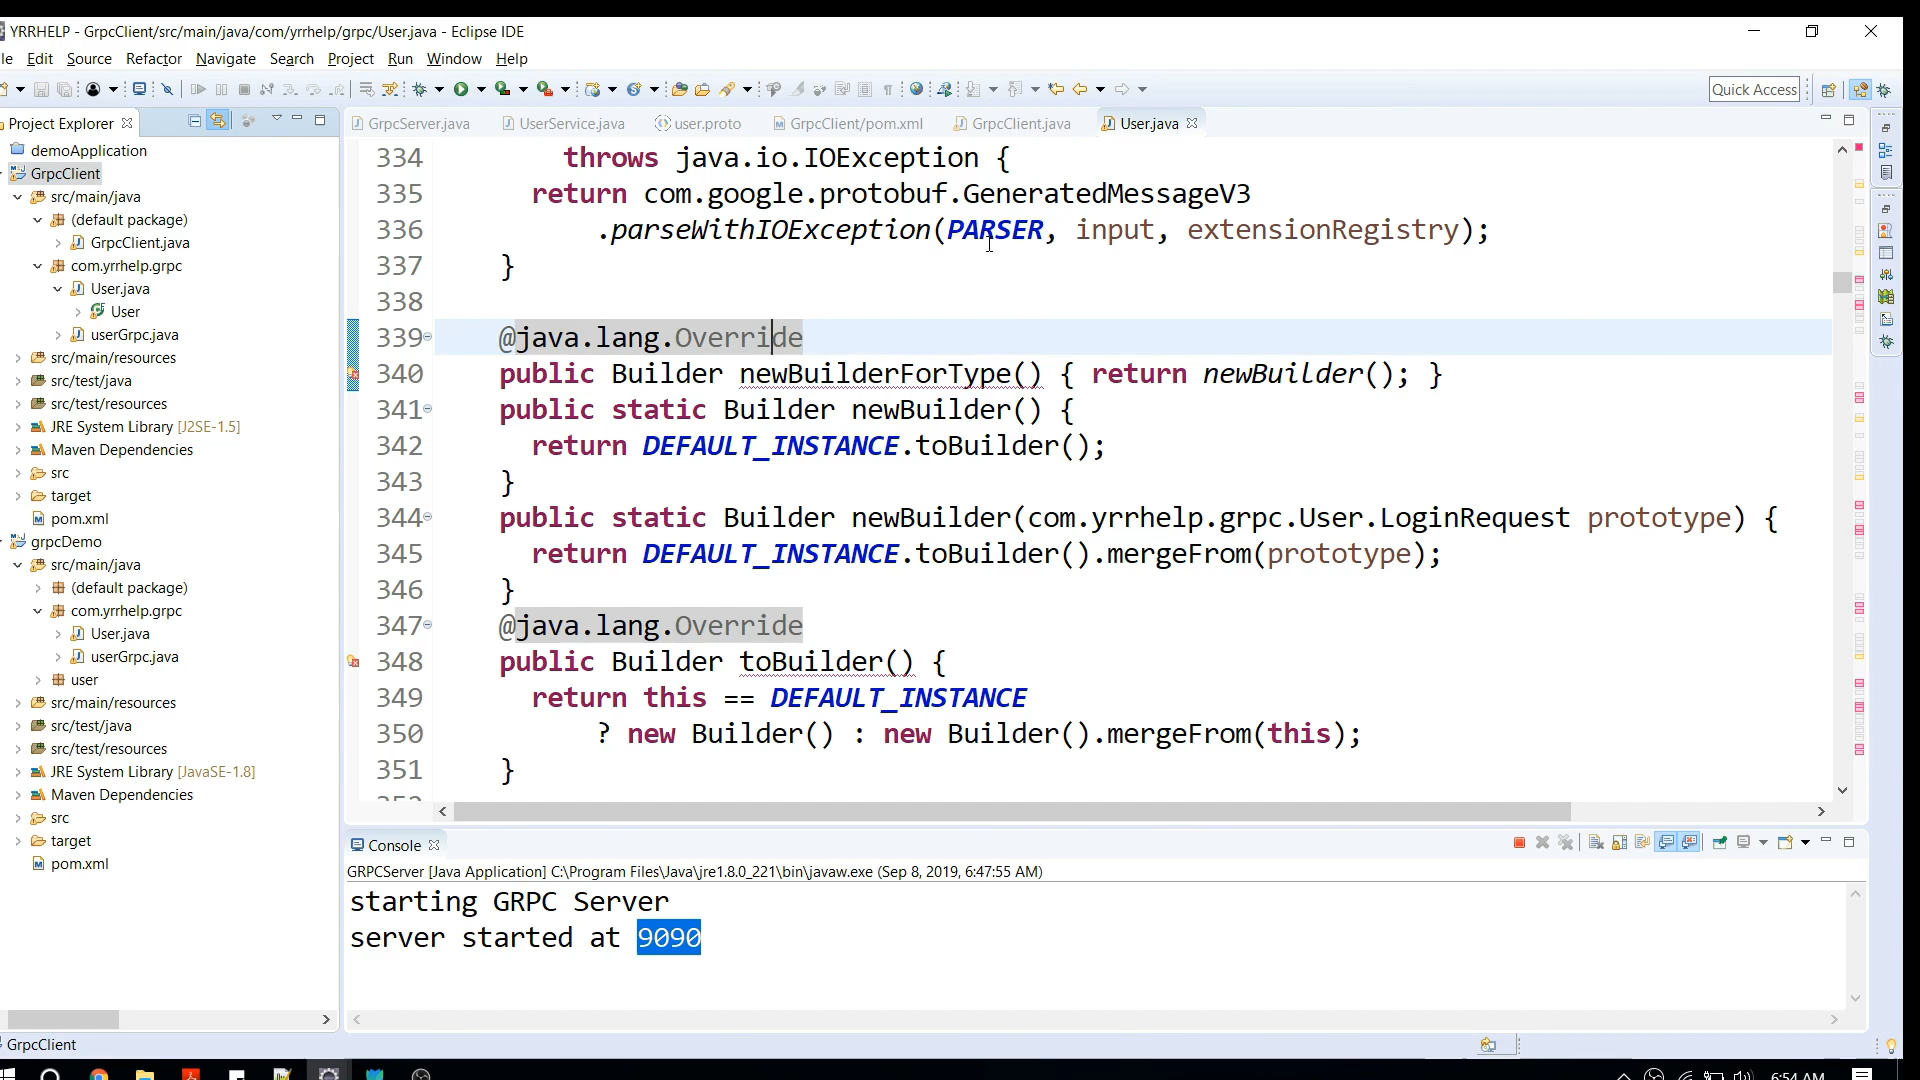 YRRHELP - GrpcClient/src/main/java/com/yrrhelp/grpc/User.java - Eclipse IDE
le Edit Source Refactor Navigate Search Project Run Window Help
Quick Access
Project Explorer
demoApplication
GrpcClient
src/main/java
(default package)
GrpcClient.java
com.yrrhelp.grpc
User.java
User
userGrpc.java
src/main/resources
src/test/java
src/test/resources
JRE System Library [J2SE-1.5]
Maven Dependencies
src
target
pom.xml
grpcDemo
src/main/java
(default package)
com.yrrhelp.grpc
User.java
userGrpc.java
user
src/main/resources
src/test/java
src/test/resources
JRE System Library [JavaSE-1.8]
Maven Dependencies
src
target
pom.xml
GrpcServer.java UserService.java user.proto GrpcClient/pom.xml GrpcClient.java User.java
334 throws java.io.IOException {
335 return com.google.protobuf.GeneratedMessageV3
336 .parseWithIOException(PARSER, input, extensionRegistry);
337 }
338
339 @java.lang.Override
340 public Builder newBuilderForType() { return newBuilder(); }
341 public static Builder newBuilder() {
342 return DEFAULT_INSTANCE.toBuilder();
343 }
344 public static Builder newBuilder(com.yrrhelp.grpc.User.LoginRequest prototype) {
345 return DEFAULT_INSTANCE.toBuilder().mergeFrom(prototype);
346 }
347 @java.lang.Override
348 public Builder toBuilder() {
349 return this == DEFAULT_INSTANCE
350 ? new Builder() : new Builder().mergeFrom(this);
351 }
Console
GRPCServer [Java Application] C:\Program Files\Java\jre1.8.0_221\bin\javaw.exe (Sep 8, 2019, 6:47:55 AM)
starting GRPC Server
server started at 9090
GrpcClient
6:54 AM